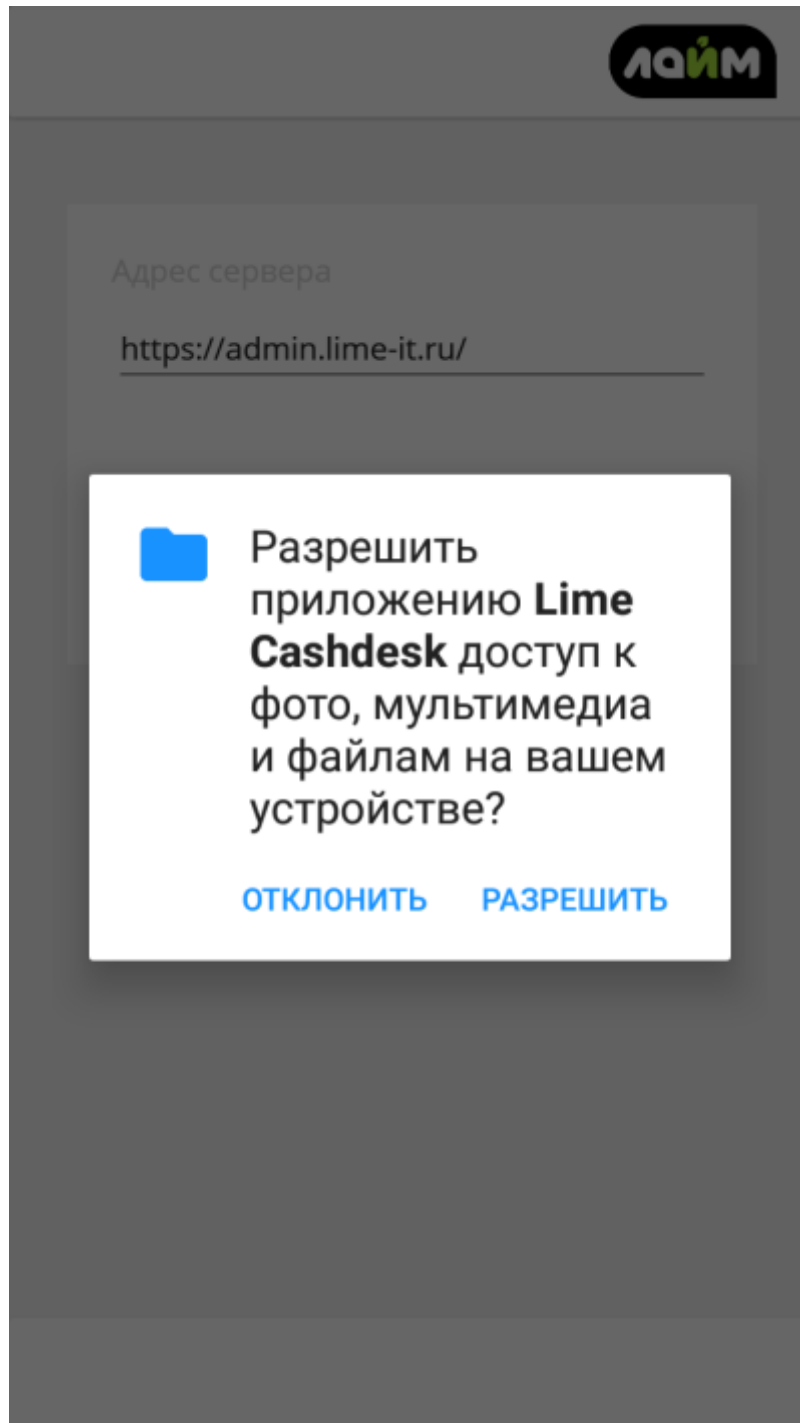 лайм
Адрес сервера
https://admin.lime-it.ru/
Разрешить
приложению Lime
Cashdesk доступ к
фото, мультимедиа
и файлам на вашем
устройстве?
ОТКЛОНИТЬ РАЗРЕШИТЬ